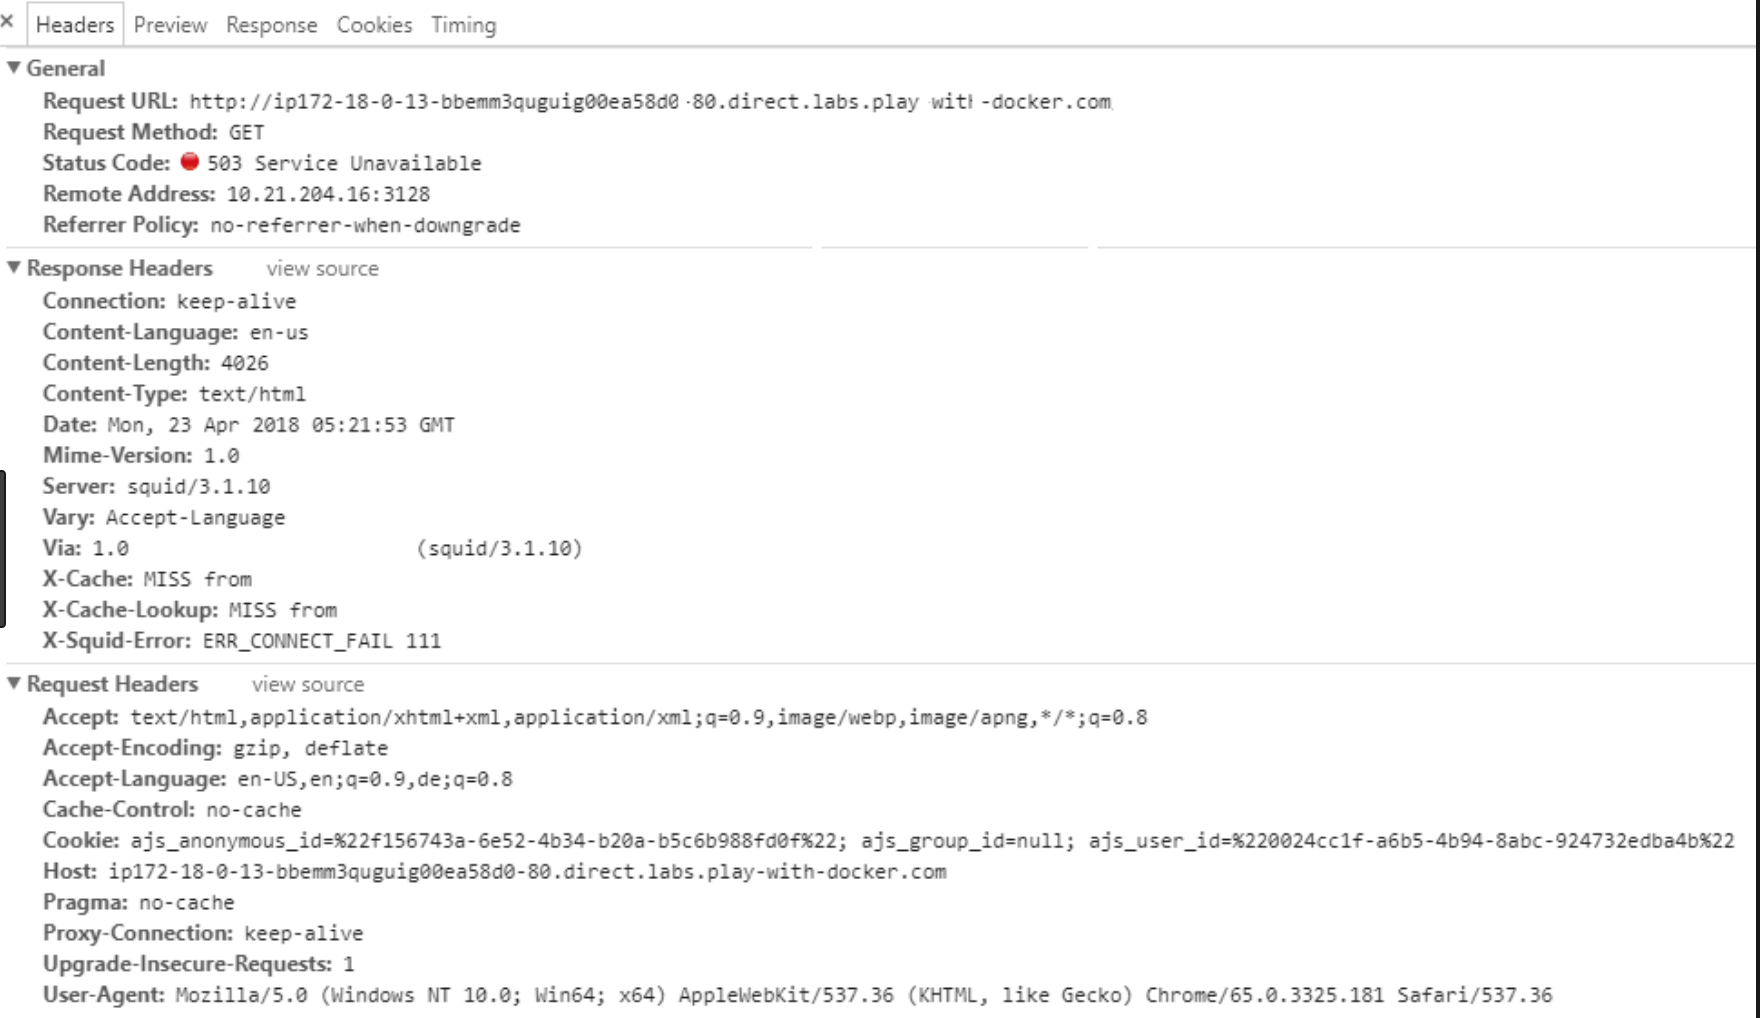 × Headers Preview Response Cookies Timing
▼ General
Request URL: http://ip172-18-0-13-bbemm3quguig00ea58d0-80.direct.labs.play with-docker.com
Request Method: GET
Status Code: 503 Service Unavailable
Remote Address: 10.21.204.16:3128
Referrer Policy: no-referrer-when-downgrade
▼ Response Headers view source
Connection: keep-alive
Content-Language: en-us
Content-Length: 4026
Content-Type: text/html
Date: Mon, 23 Apr 2018 05:21:53 GMT
Mime-Version: 1.0
Server: squid/3.1.10
Vary: Accept-Language
Via: 1.0 (squid/3.1.10)
X-Cache: MISS from
X-Cache-Lookup: MISS from
X-Squid-Error: ERR_CONNECT_FAIL 111
▼ Request Headers view source
Accept: text/html,application/xhtml+xml,application/xml;q=0.9,image/webp,image/apng,*/*;q=0.8
Accept-Encoding: gzip, deflate
Accept-Language: en-US,en;q=0.9,de;q=0.8
Cache-Control: no-cache
Cookie: ajs_anonymous_id=%22f156743a-6e52-4b34-b20a-b5c6b988fd0f%22; ajs_group_id=null; ajs_user_id=%220024cc1f-a6b5-4b94-8abc-924732edba4b%22
Host: ip172-18-0-13-bbemm3quguig00ea58d0-80.direct.labs.play-with-docker.com
Pragma: no-cache
Proxy-Connection: keep-alive
Upgrade-Insecure-Requests: 1
User-Agent: Mozilla/5.0 (Windows NT 10.0; Win64; x64) AppleWebKit/537.36 (KHTML, like Gecko) Chrome/65.0.3325.181 Safari/537.36